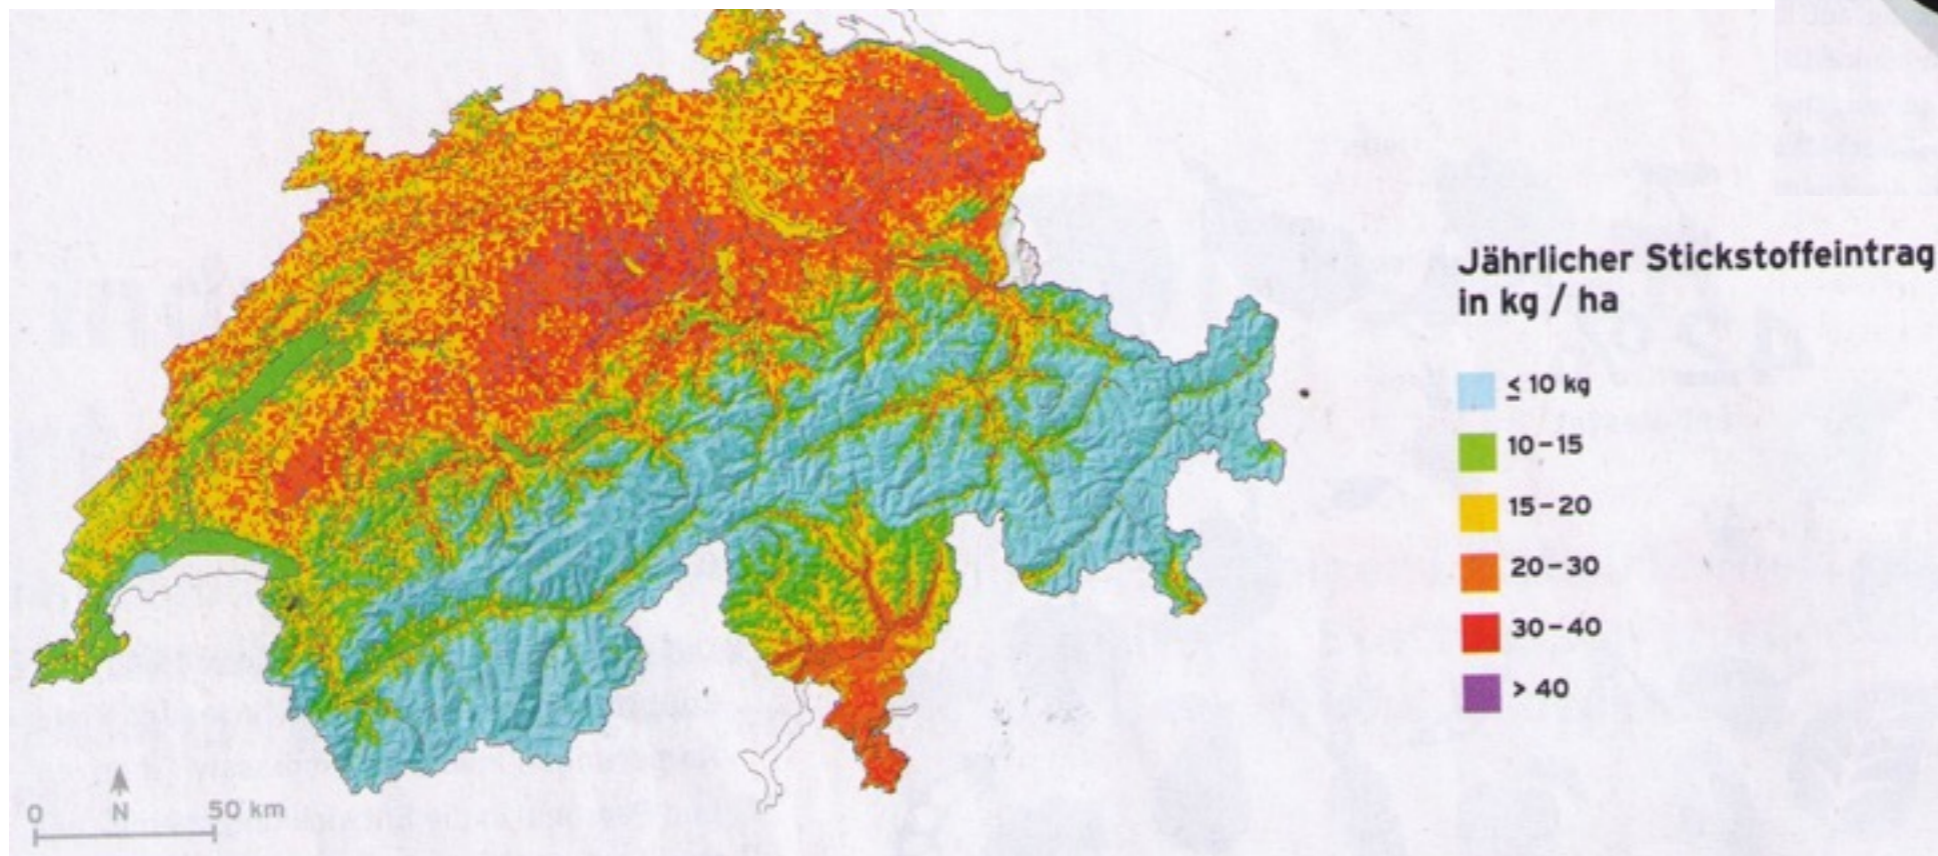 Jährlicher Stickstoffeintrag
in kg / ha
≤ 10 kg
10–15
15–20
20–30
30–40
> 40
N
0 50 km